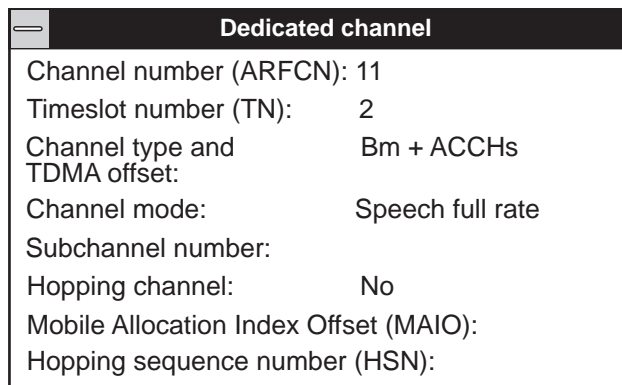 Dedicated channel
Channel number (ARFCN): 11
Timeslot number (TN): 2
Channel type and Bm + ACCHs
TDMA offset:
Channel mode: Speech full rate
Subchannel number:
Hopping channel: No
Mobile Allocation Index Offset (MAIO):
Hopping sequence number (HSN):